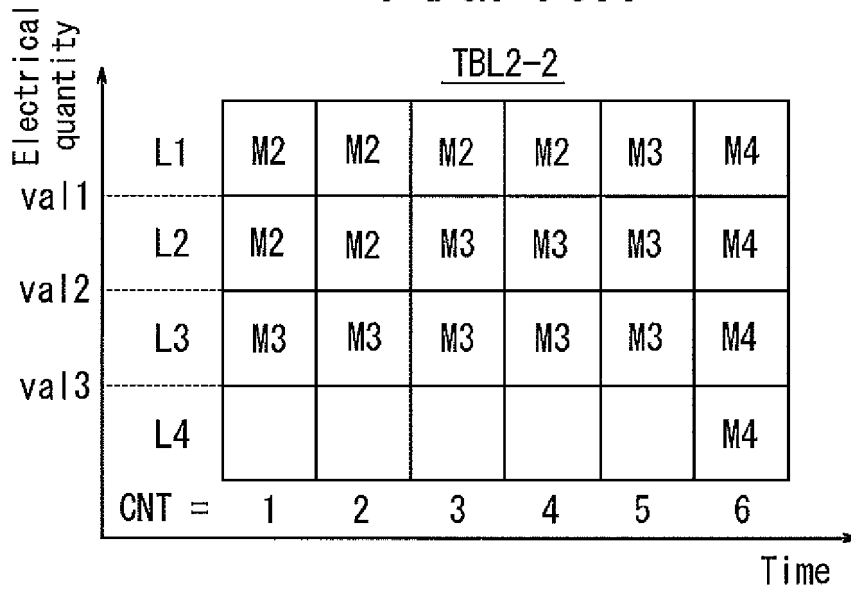 TBL2-2
Electrical
quantity
L1 M2 M2 M2 M2 M3 M4
val1
L2 M2 M2 M3 M3 M3 M4
val2
L3 M3 M3 M3 M3 M3 M4
val3
L4 M4
CNT = 1 2 3 4 5 6
Time